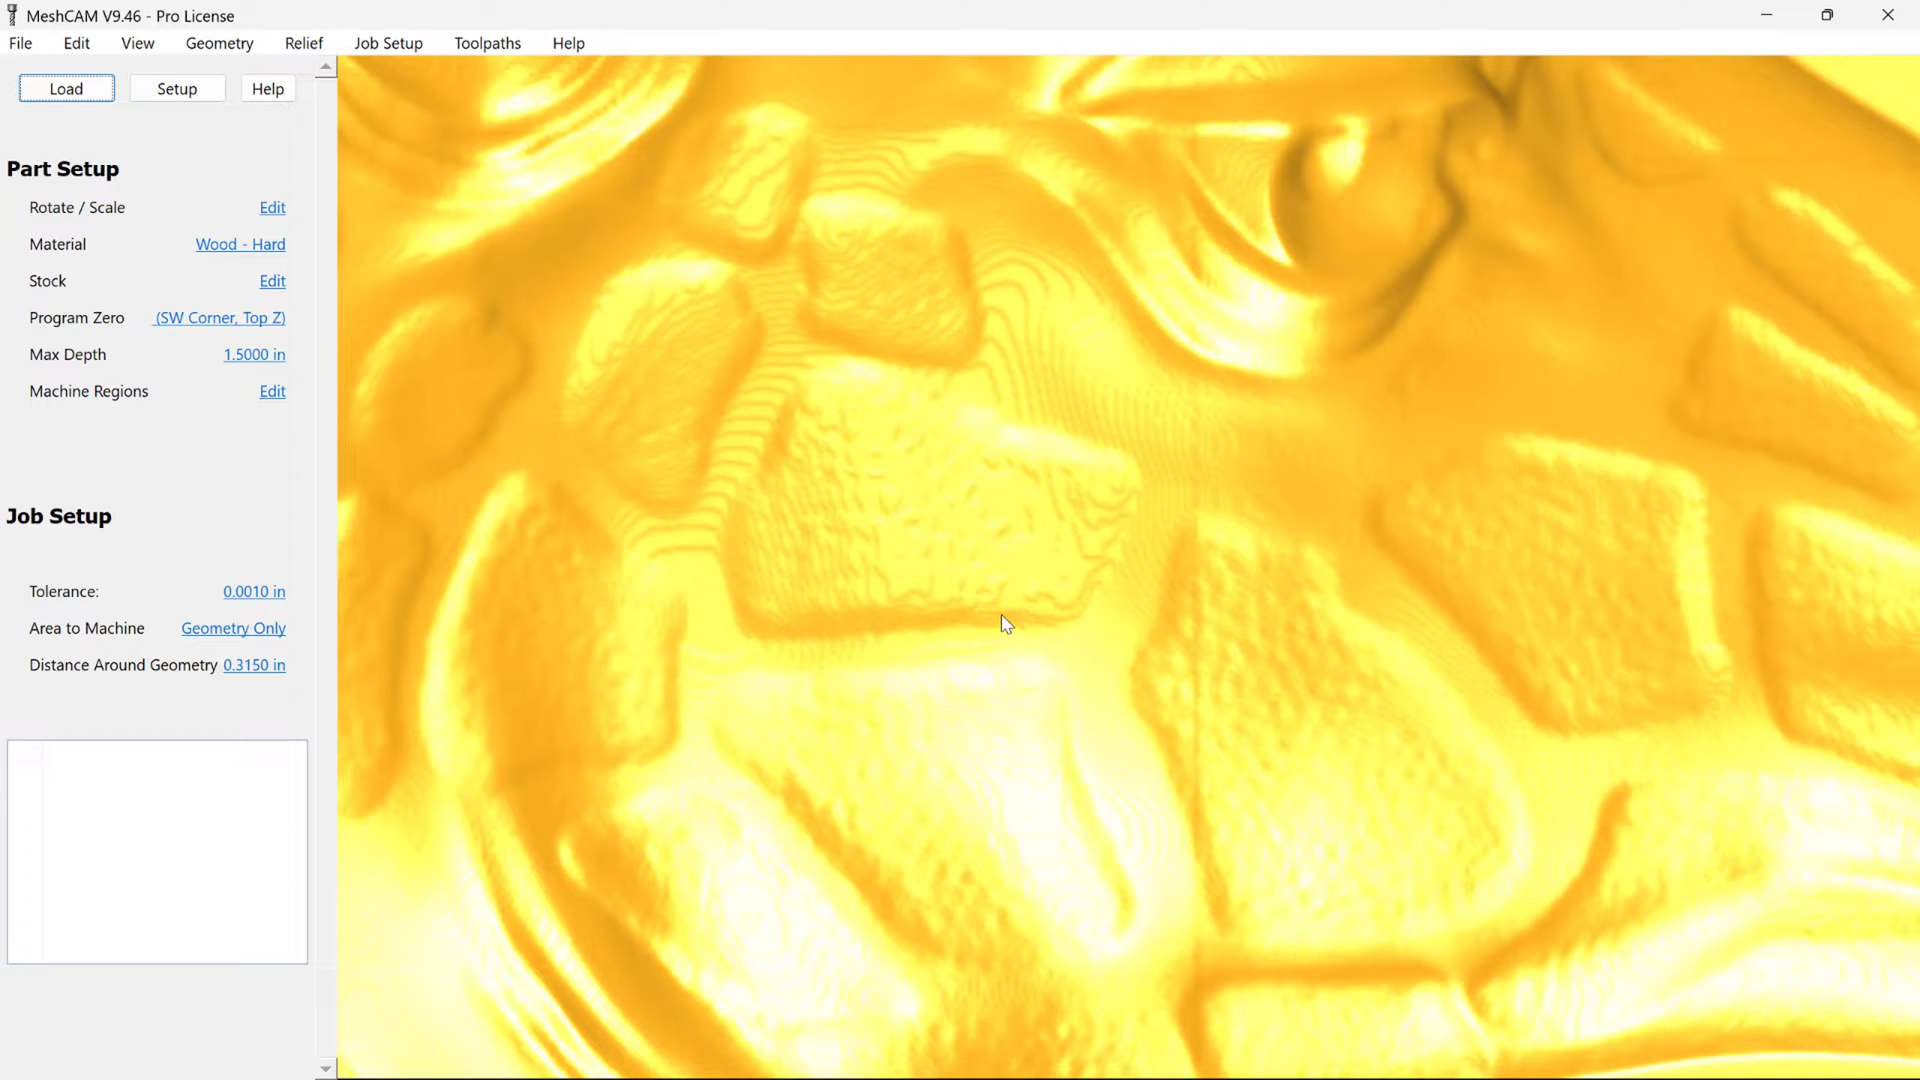 MeshCAM V9.46 - Pro License
File Edit View Geometry Relief Job Setup Toolpaths Help
Load Setup Help
Part Setup
Rotate / Scale Edit
Material Wood - Hard
Stock Edit
Program Zero (SW Corner, Top Z)
Max Depth 1.5000 in
Machine Regions Edit
Job Setup
Tolerance: 0.0010 in
Area to Machine Geometry Only
Distance Around Geometry 0.3150 in